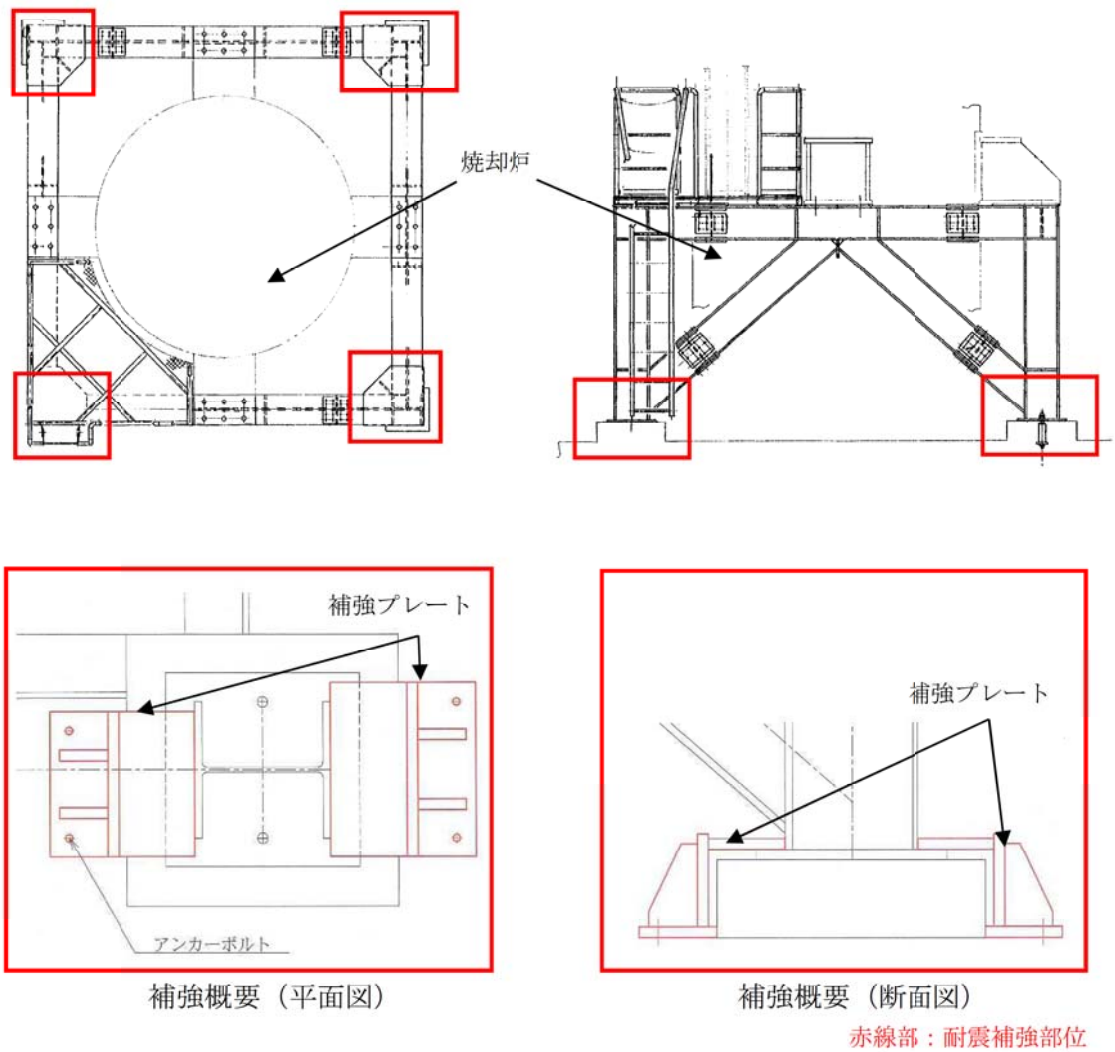 焼却炉
補強プレート
補強プレート
アンカーボルト
補強概要（平面図）
補強概要（断面図）
赤線部：耐震補強部位